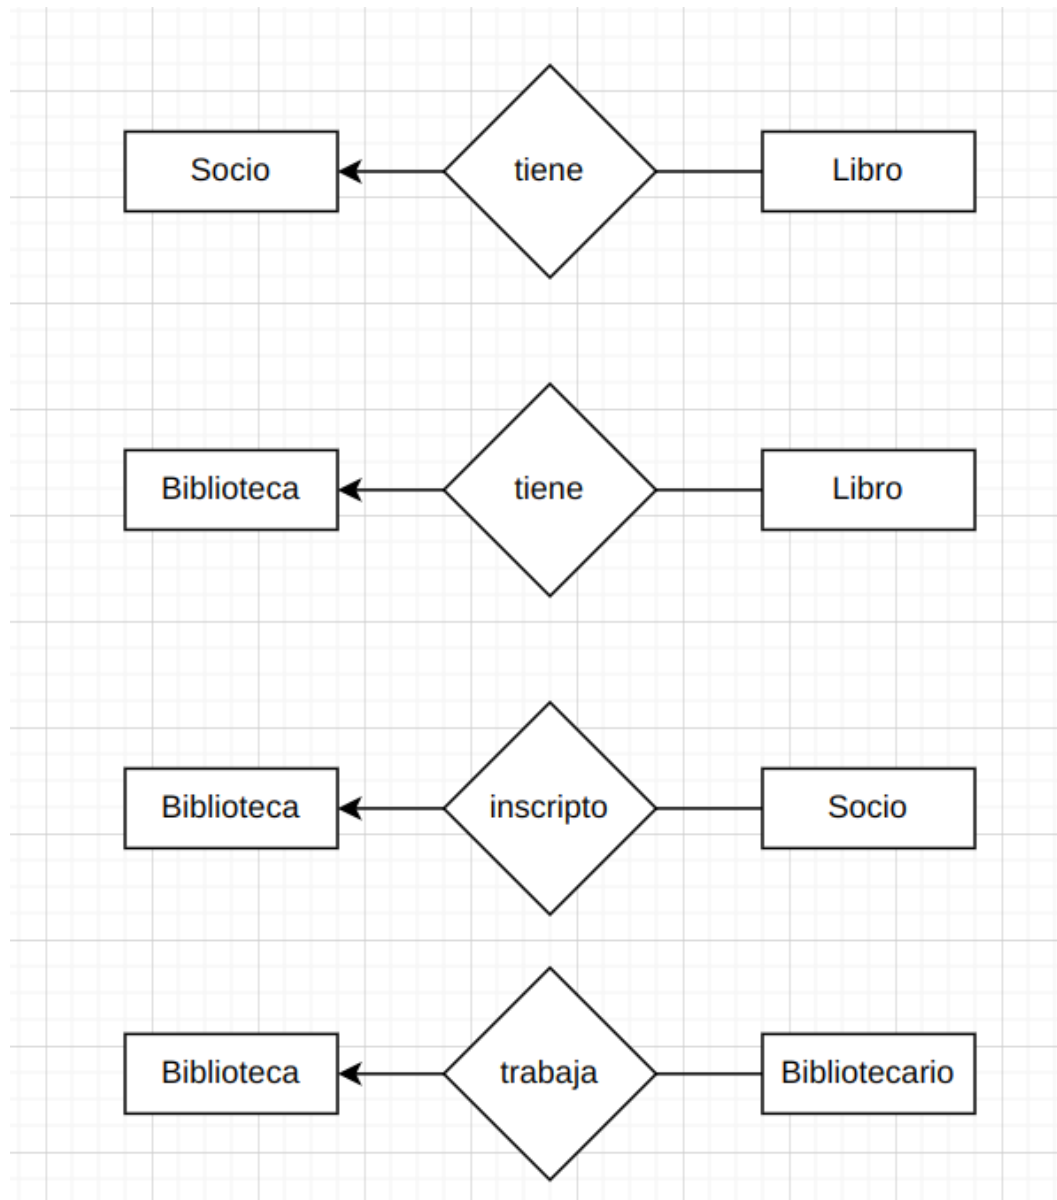 Socio tiene Libro
Biblioteca tiene Libro
Biblioteca inscripto Socio
Biblioteca trabaja Bibliotecario